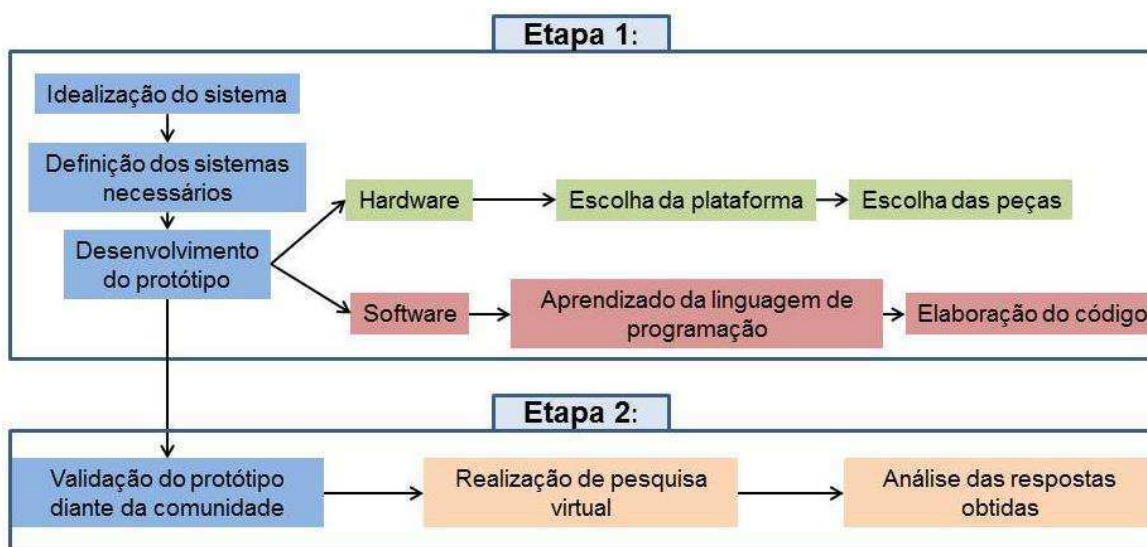 Etapa 1:
Idealização do sistema
Definição dos sistemas
necessários
Desenvolvimento
do protótipo
Hardware
Escolha da plataforma
Escolha das peças
Software
Aprendizado da linguagem de
programação
Elaboração do código
Etapa 2:
Validação do protótipo
diante da comunidade
Realização de pesquisa
virtual
Análise das respostas
obtidas